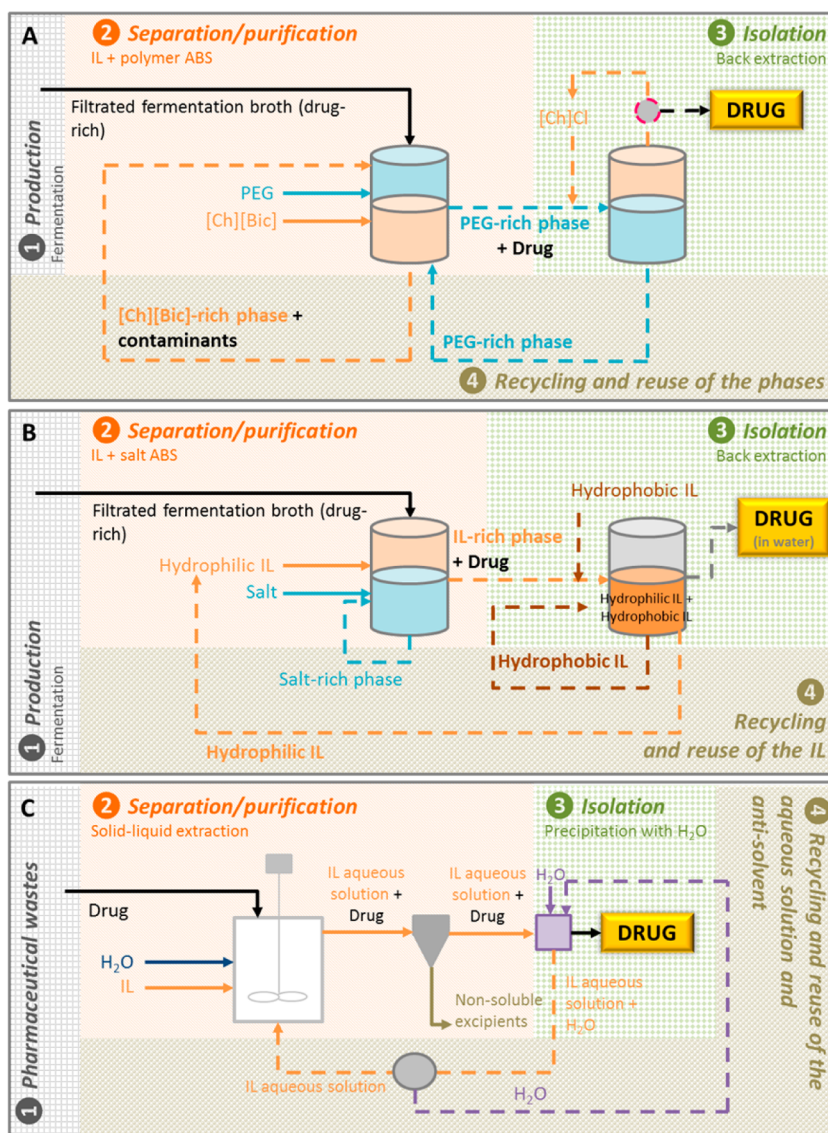 A
2 Separation/purification
IL + polymer ABS
3 Isolation
Back extraction
Filtrated fermentation broth (drug-
rich)
[Ch]Cl
DRUG
PEG
[Ch][Bic]
PEG-rich phase
+ Drug
1 Production
Fermentation
[Ch][Bic]-rich phase +
contaminants
PEG-rich phase
4 Recycling and reuse of the phases
B
2 Separation/purification
IL + salt ABS
3 Isolation
Back extraction
Filtrated fermentation broth (drug-
rich)
Hydrophobic IL
DRUG
(in water)
IL-rich phase
+ Drug
Hydrophilic IL
Salt
Hydrophilic IL +
Hydrophobic IL
Salt-rich phase
Hydrophobic IL
1 Production
Fermentation
Hydrophilic IL
4
Recycling
and reuse of the IL
C
2 Separation/purification
Solid-liquid extraction
3 Isolation
Precipitation with H₂O
4 Recycling and reuse of the
aqueous solution and
anti-solvent
1 Pharmaceutical wastes
Drug
IL aqueous
solution +
Drug
IL aqueous
solution +
Drug
H₂O
DRUG
H₂O
IL
Non-soluble
excipients
IL aqueous
solution +
H₂O
IL aqueous solution
H₂O